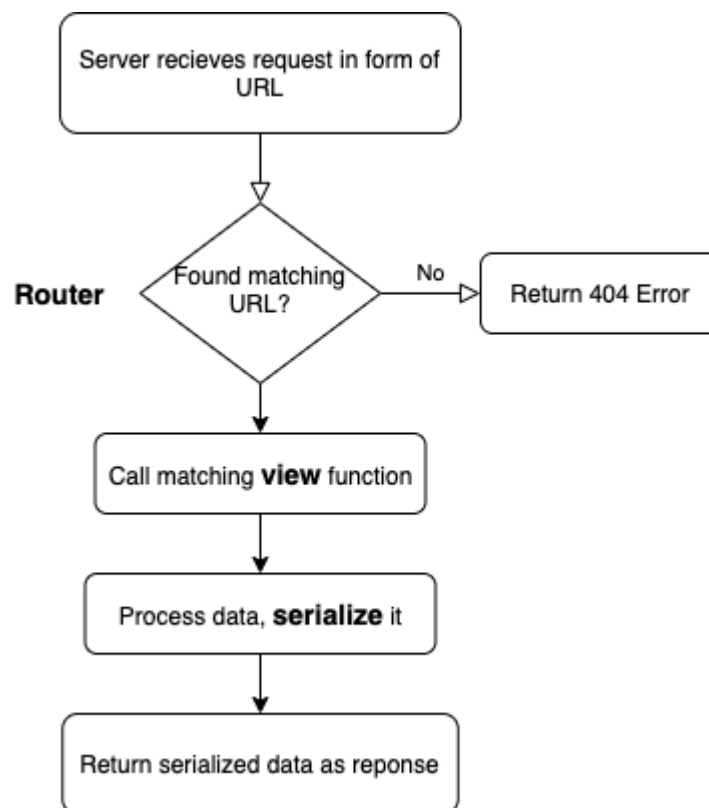 Server recieves request in form of
URL
Found matching
URL?
No
Router
Return 404 Error
Call matching view function
Process data, serialize it
Return serialized data as reponse